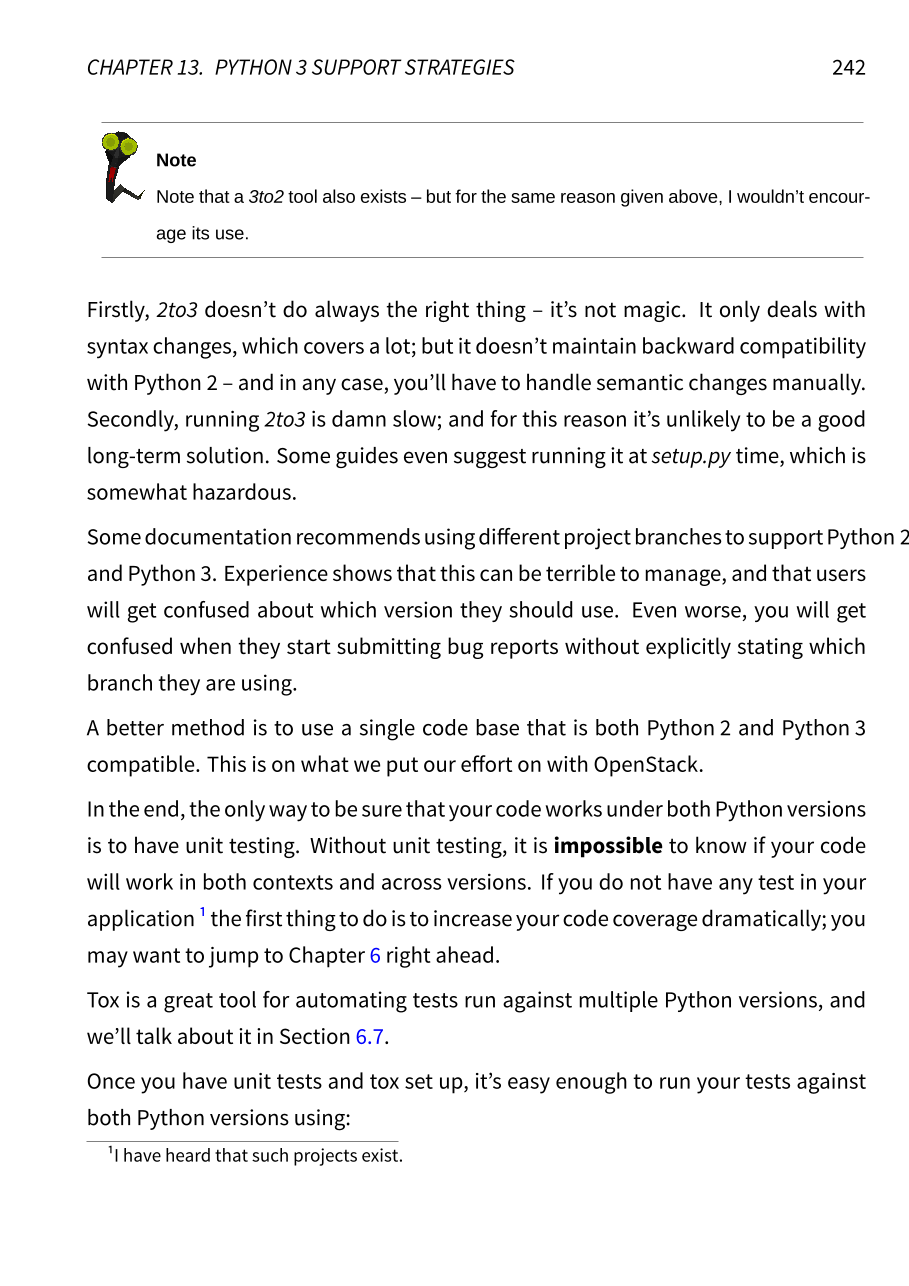 CHAPTER 13. PYTHON 3 SUPPORT STRATEGIES 242
Note
Note that a 3to2 tool also exists – but for the same reason given above, I wouldn't encour-
age its use.
Firstly, 2to3 doesn't do always the right thing – it's not magic. It only deals with
syntax changes, which covers a lot; but it doesn't maintain backward compatibility
with Python 2 – and in any case, you'll have to handle semantic changes manually.
Secondly, running 2to3 is damn slow; and for this reason it's unlikely to be a good
long-term solution. Some guides even suggest running it at setup.py time, which is
somewhat hazardous.
Some documentation recommends using different project branches to support Python 2
and Python 3. Experience shows that this can be terrible to manage, and that users
will get confused about which version they should use. Even worse, you will get
confused when they start submitting bug reports without explicitly stating which
branch they are using.
A better method is to use a single code base that is both Python 2 and Python 3
compatible. This is on what we put our effort on with OpenStack.
In the end, the only way to be sure that your code works under both Python versions
is to have unit testing. Without unit testing, it is impossible to know if your code
will work in both contexts and across versions. If you do not have any test in your
application ¹ the first thing to do is to increase your code coverage dramatically; you
may want to jump to Chapter 6 right ahead.
Tox is a great tool for automating tests run against multiple Python versions, and
we'll talk about it in Section 6.7.
Once you have unit tests and tox set up, it's easy enough to run your tests against
both Python versions using:
¹I have heard that such projects exist.